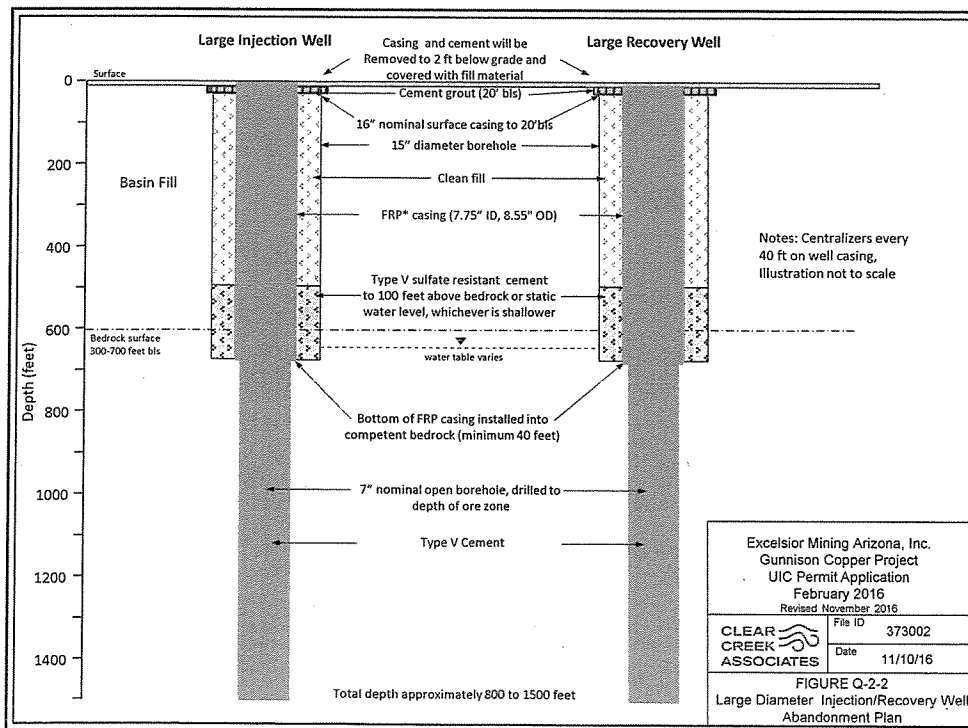 Large Injection Well
Casing and cement will be
Removed to 2 ft below grade and
covered with fill material
Large Recovery Well
0
Surface
Cement grout (20' bls)
16" nominal surface casing to 20'bls
15" diameter borehole
200
Basin Fill
Clean fill
FRP* casing (7.75" ID, 8.55" OD)
400
Notes: Centralizers every
40 ft on well casing,
Illustration not to scale
Type V sulfate resistant cement
to 100 feet above bedrock or static
water level, whichever is shallower
600
Bedrock surface
300-700 feet bls
water table varies
Depth (feet)
800
Bottom of FRP casing installed into
competent bedrock (minimum 40 feet)
1000
7" nominal open borehole, drilled to
depth of ore zone
Type V Cement
1200
1400
Total depth approximately 800 to 1500 feet
Excelsior Mining Arizona, Inc.
Gunnison Copper Project
UIC Permit Application
February 2016
Revised November 2016
CLEAR
CREEK
ASSOCIATES
File ID
373002
Date
11/10/16
FIGURE Q-2-2
Large Diameter Injection/Recovery Well
Abandonment Plan